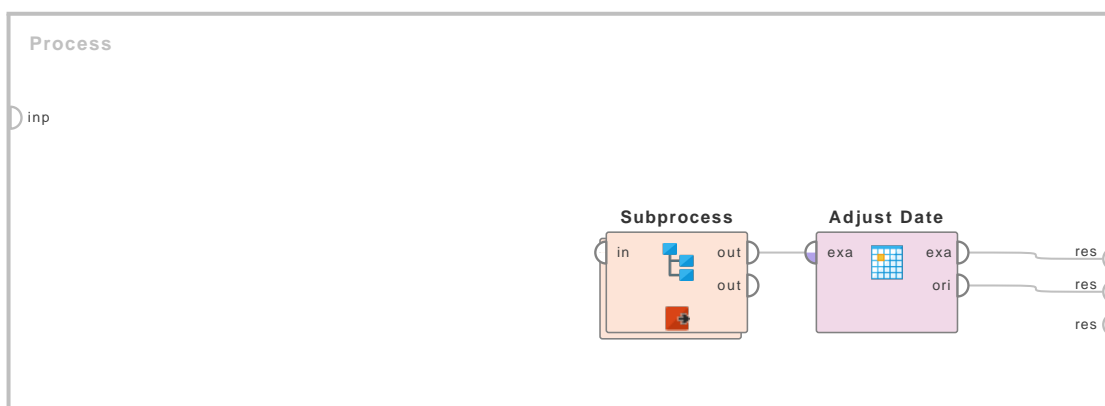 Process
inp
Subprocess
Adjust Date
in
out
exa
exa
res
out
ori
res
res